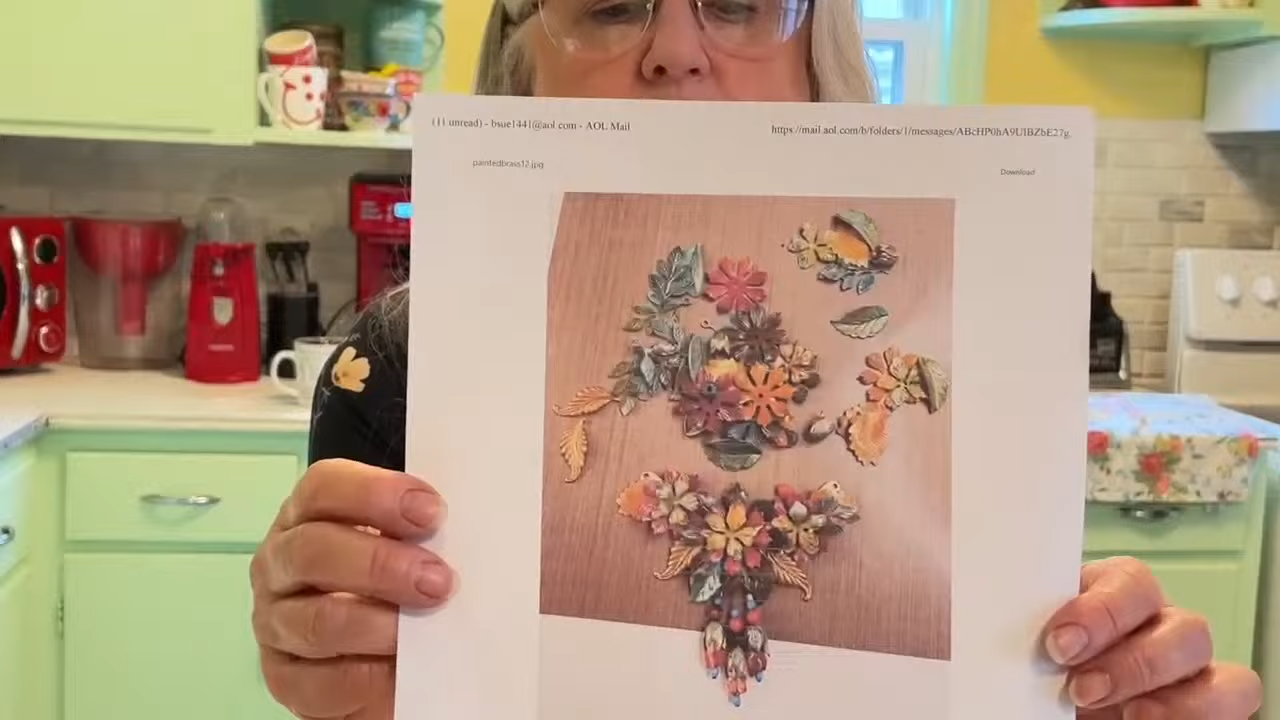 (11 unread) - bsue1441@aol.com - AOL Mail
https://mail.aol.com/b/folders/1/messages/ABcHP0hA9UIBZbE27g.
paintedbrass12.jpg
Download